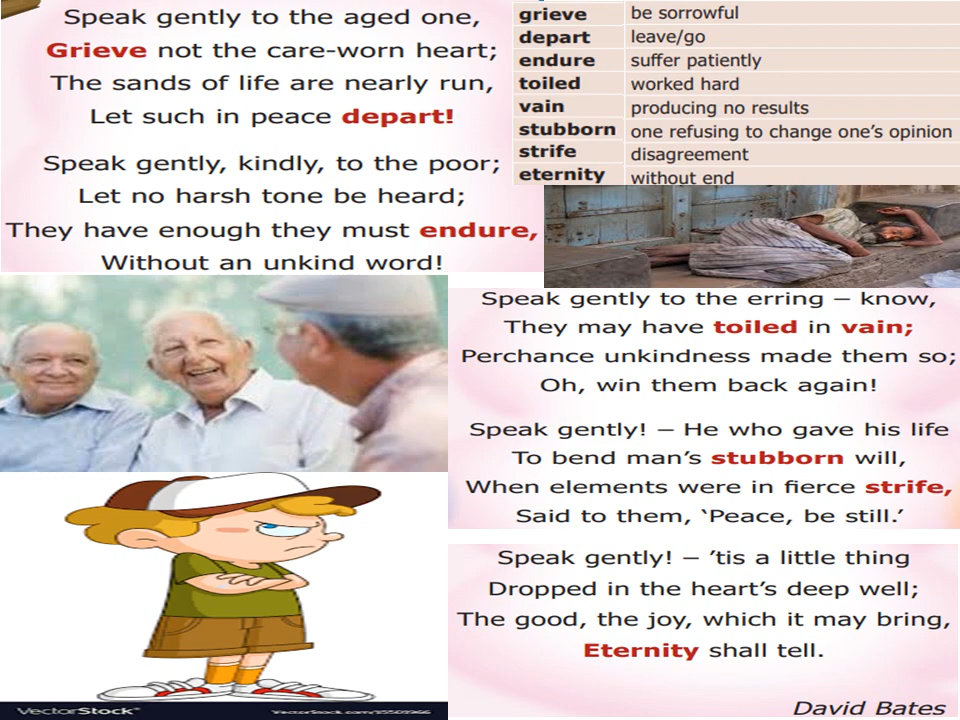 Speak gently to the aged one,
Grieve not the care-worn heart;
The sands of life are nearly run,
Let such in peace depart!
Speak gently, kindly, to the poor;
Let no harsh tone be heard;
They have enough they must endure,
Without an unkind word!
grieve be sorrowful
depart leave/go
endure suffer patiently
toiled worked hard
vain producing no results
stubborn one refusing to change one's opinion
strife disagreement
eternity without end
Speak gently to the erring – know,
They may have toiled in vain;
Perchance unkindness made them so;
Oh, win them back again!
Speak gently! – He who gave his life
To bend man's stubborn will,
When elements were in fierce strife,
Said to them, ‘Peace, be still.’
Speak gently! – ’tis a little thing
Dropped in the heart's deep well;
The good, the joy, which it may bring,
Eternity shall tell.
David Bates
VectorStock®